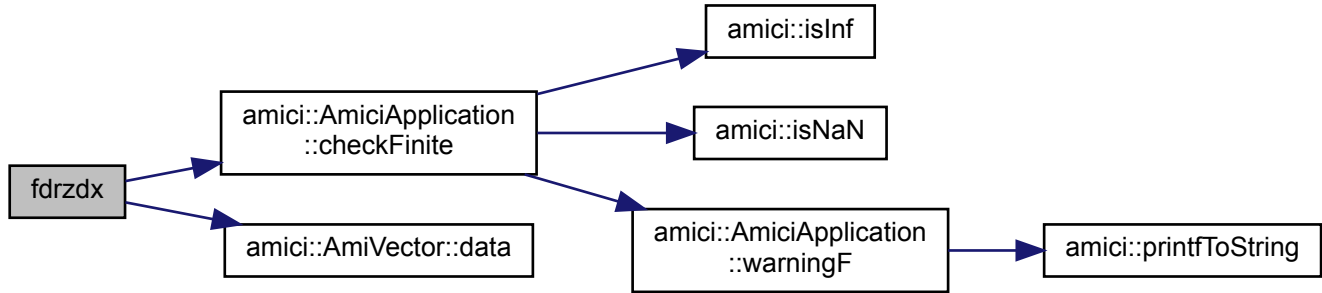 fdrzdx
amici::AmiciApplication
::checkFinite
amici::AmiVector::data
amici::isInf
amici::isNaN
amici::AmiciApplication
::warningF
amici::printfToString